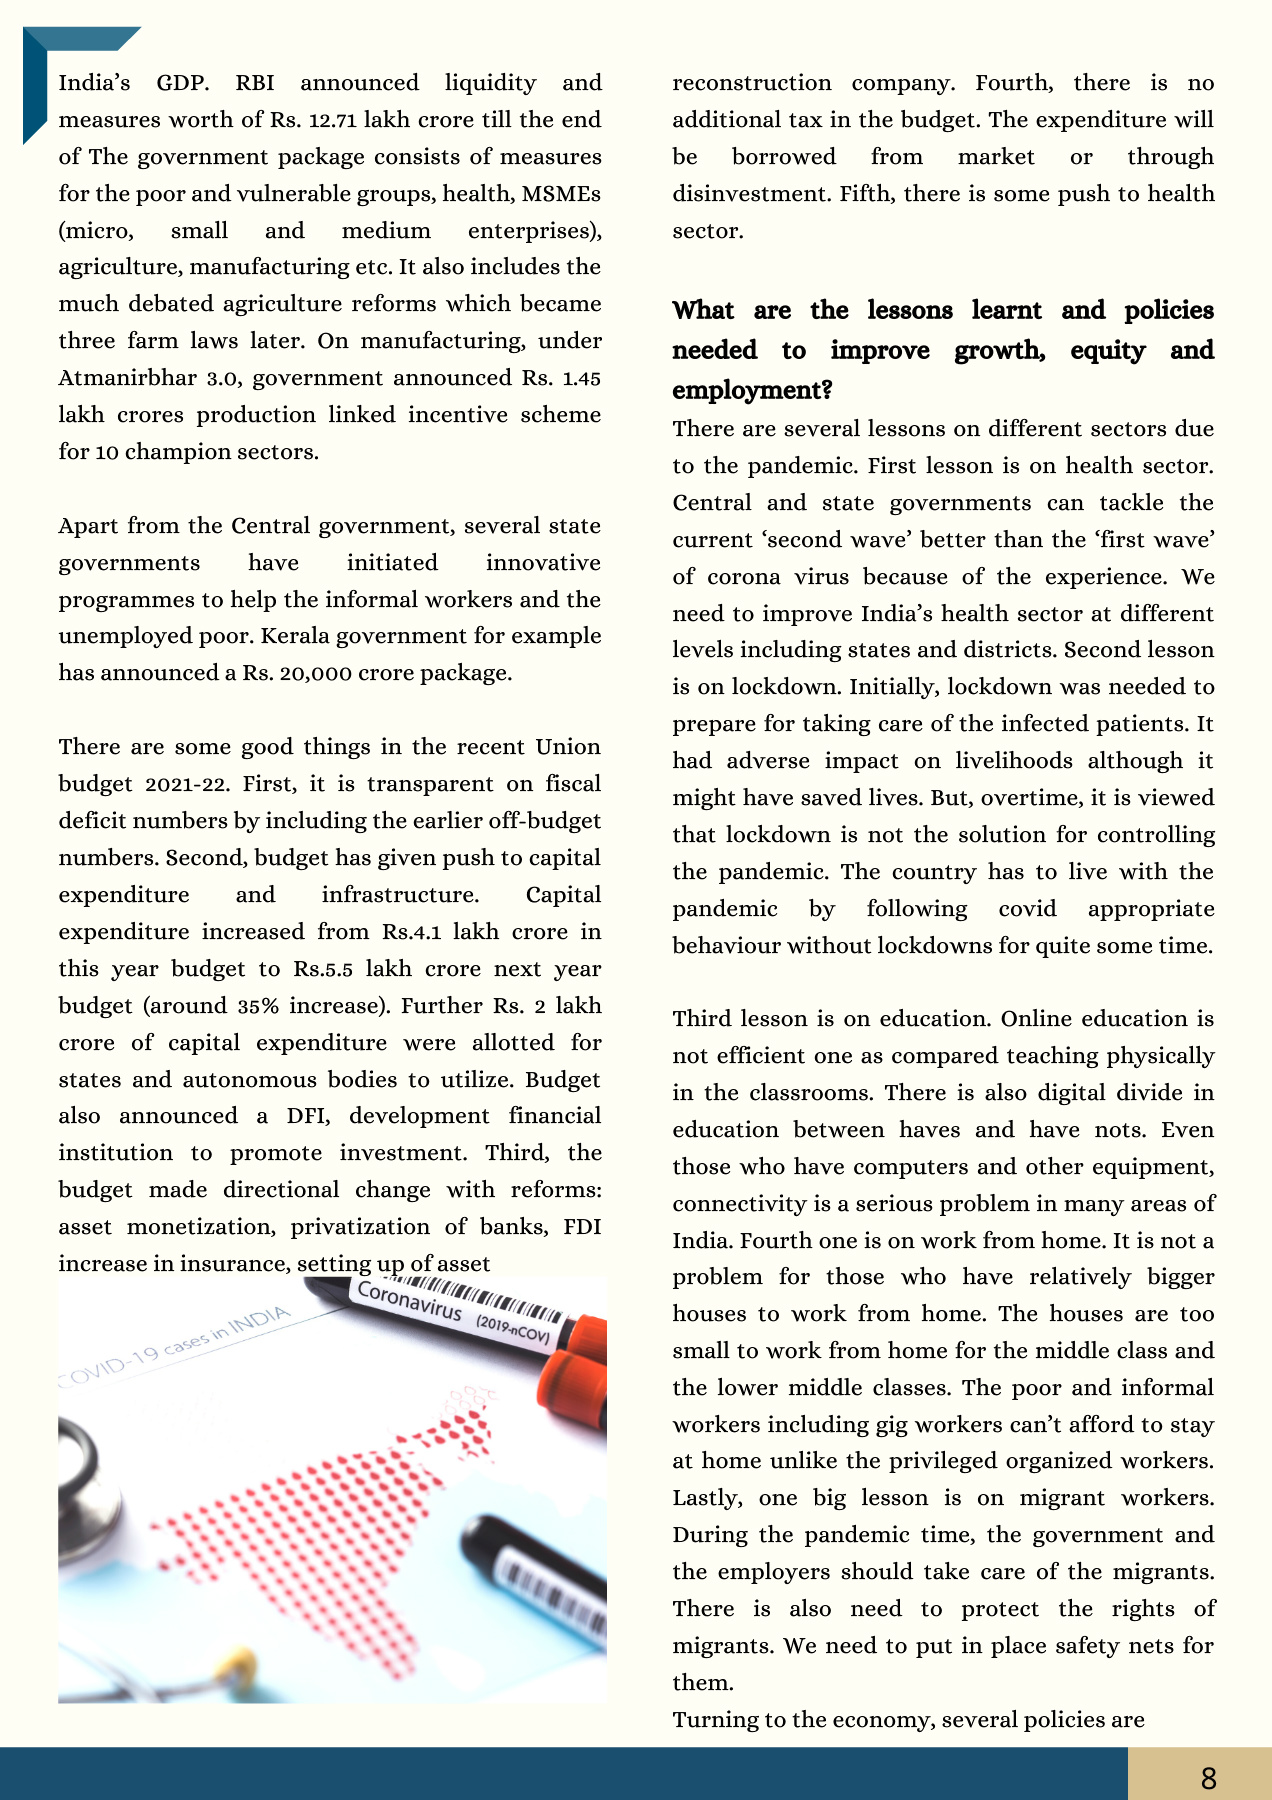 India’s GDP. RBI announced liquidity and
measures worth of Rs. 12.71 lakh crore till the end
of The government package consists of measures
for the poor and vulnerable groups, health, MSMEs
(micro, small and medium enterprises),
agriculture, manufacturing etc. It also includes the
much debated agriculture reforms which became
three farm laws later. On manufacturing, under
Atmanirbhar 3.0, government announced Rs. 1.45
lakh crores production linked incentive scheme
for 10 champion sectors.
Apart from the Central government, several state
governments have initiated innovative
programmes to help the informal workers and the
unemployed poor. Kerala government for example
has announced a Rs. 20,000 crore package.
There are some good things in the recent Union
budget 2021-22. First, it is transparent on fiscal
deficit numbers by including the earlier off-budget
numbers. Second, budget has given push to capital
expenditure and infrastructure. Capital
expenditure increased from Rs.4.1 lakh crore in
this year budget to Rs.5.5 lakh crore next year
budget (around 35% increase). Further Rs. 2 lakh
crore of capital expenditure were allotted for
states and autonomous bodies to utilize. Budget
also announced a DFI, development financial
institution to promote investment. Third, the
budget made directional change with reforms:
asset monetization, privatization of banks, FDI
increase in insurance, setting up of asset
Coronavirus (2019-nCOV)
COVID-19 cases in INDIA
reconstruction company. Fourth, there is no
additional tax in the budget. The expenditure will
be borrowed from market or through
disinvestment. Fifth, there is some push to health
sector.
What are the lessons learnt and policies
needed to improve growth, equity and
employment?
There are several lessons on different sectors due
to the pandemic. First lesson is on health sector.
Central and state governments can tackle the
current ‘second wave’ better than the ‘first wave’
of corona virus because of the experience. We
need to improve India’s health sector at different
levels including states and districts. Second lesson
is on lockdown. Initially, lockdown was needed to
prepare for taking care of the infected patients. It
had adverse impact on livelihoods although it
might have saved lives. But, overtime, it is viewed
that lockdown is not the solution for controlling
the pandemic. The country has to live with the
pandemic by following covid appropriate
behaviour without lockdowns for quite some time.
Third lesson is on education. Online education is
not efficient one as compared teaching physically
in the classrooms. There is also digital divide in
education between haves and have nots. Even
those who have computers and other equipment,
connectivity is a serious problem in many areas of
India. Fourth one is on work from home. It is not a
problem for those who have relatively bigger
houses to work from home. The houses are too
small to work from home for the middle class and
the lower middle classes. The poor and informal
workers including gig workers can’t afford to stay
at home unlike the privileged organized workers.
Lastly, one big lesson is on migrant workers.
During the pandemic time, the government and
the employers should take care of the migrants.
There is also need to protect the rights of
migrants. We need to put in place safety nets for
them.
Turning to the economy, several policies are
8